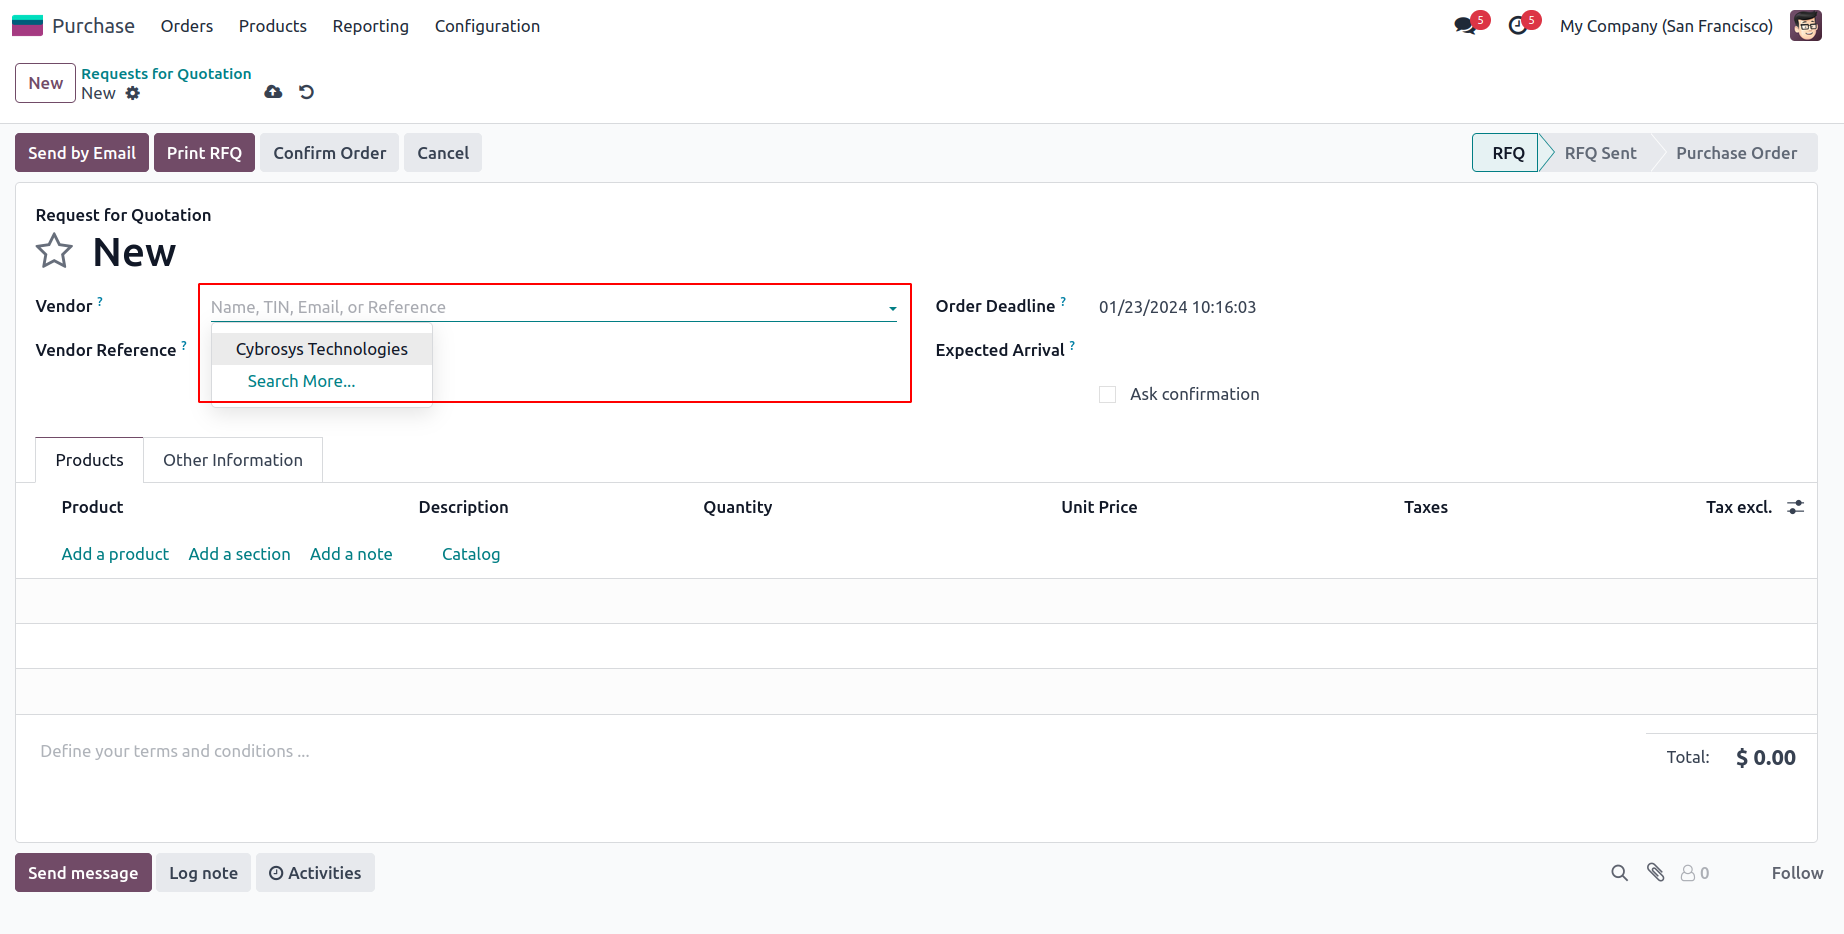 Purchase Orders Products Reporting Configuration 5 5 My Company (San Francisco)
New Requests for Quotation
New
Send by Email Print RFQ Confirm Order Cancel RFQ RFQ Sent Purchase Order
Request for Quotation
New
Vendor ? Name, TIN, Email, or Reference Order Deadline ? 01/23/2024 10:16:03
Cybrosys Technologies
Vendor Reference ? Expected Arrival ?
Search More...
Ask confirmation
Products Other Information
Product Description Quantity Unit Price Taxes Tax excl.
Add a product Add a section Add a note Catalog
Define your terms and conditions ... Total: $ 0.00
Send message Log note Activities 0 Follow